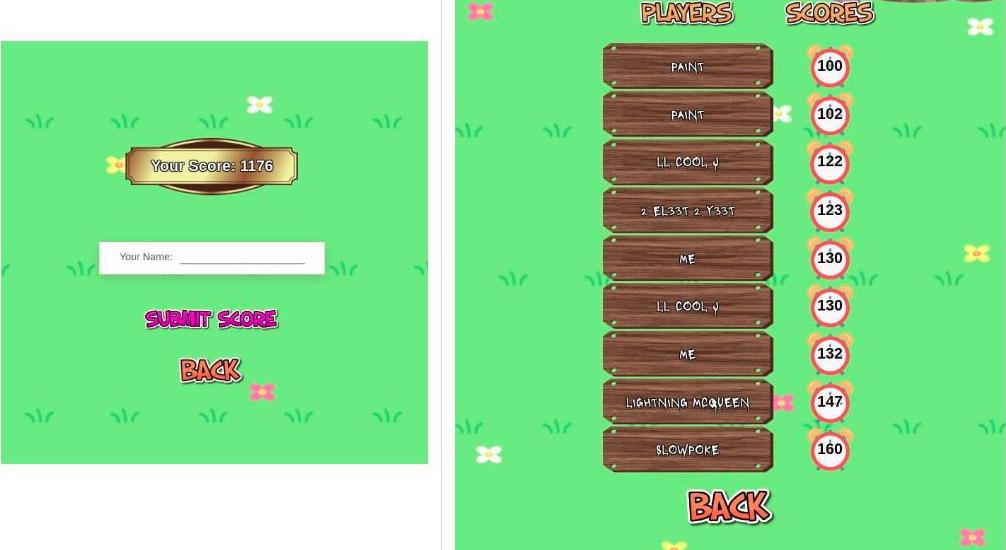 Your Score: 1176
Your Name:
SUBMIT SCORE
BACK
PLAYERS SCORES
PAINT 100
PAINT 102
LL COOL Y 122
2 EL33T 2 Y33T 123
ME 130
LL COOL Y 130
ME 132
LIGHTNING MCQUEEN 147
SLOWPOKE 160
BACK